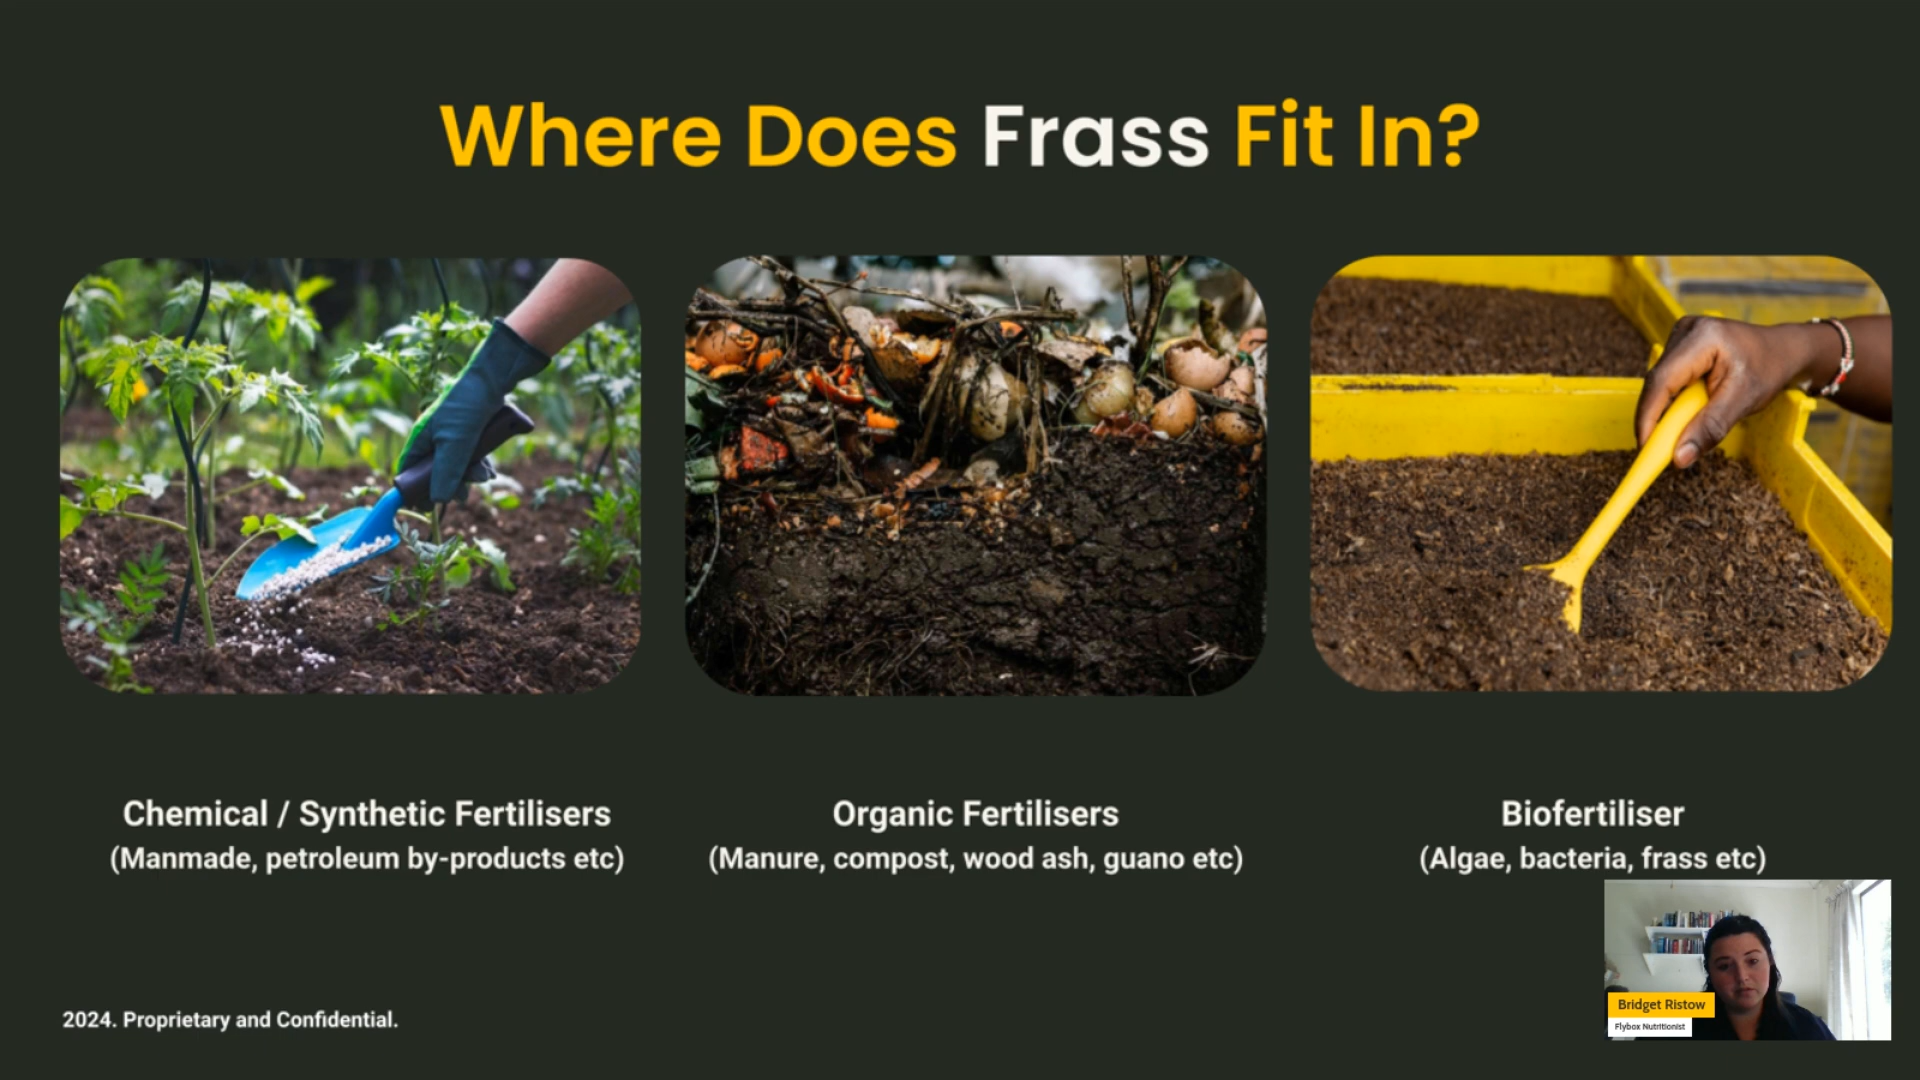 Where Does Frass Fit In?
Chemical / Synthetic Fertilisers
(Manmade, petroleum by-products etc)
Organic Fertilisers
(Manure, compost, wood ash, guano etc)
Biofertiliser
(Algae, bacteria, frass etc)
Bridget Ristow
Flybox Nutritionist
2024. Proprietary and Confidential.